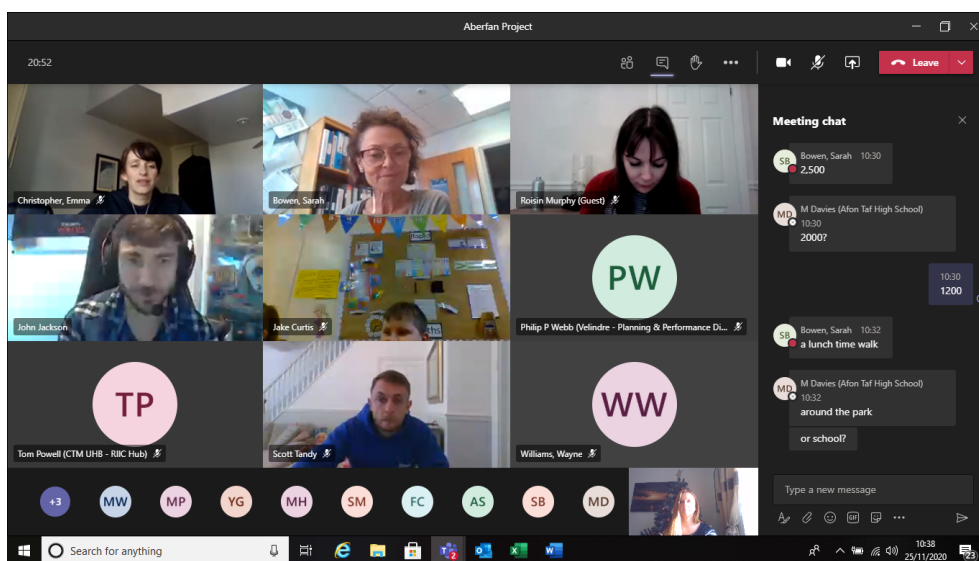 Aberfan Project
20:52
Leave
Christopher, Emma
Bowen, Sarah
Roisin Murphy (Guest)
John Jackson
Jake Curtis
PW
Philip P Webb (Velindre - Planning & Performance Di...
TP
Tom Powell (CTM UHB - RIIC Hub)
Scott Tandy
WW
Williams, Wayne
+3
MW
MP
YG
MH
SM
FC
AS
SB
MD
Meeting chat
SB
Bowen, Sarah 10:30
2,500
MD
M Davies (Afon Taf High School)
10:30
2000?
10:30
1200
SB
Bowen, Sarah 10:32
a lunch time walk
MD
M Davies (Afon Taf High School)
10:32
around the park
or school?
Type a new message
GIF
Search for anything
2
10:38
25/11/2020
23